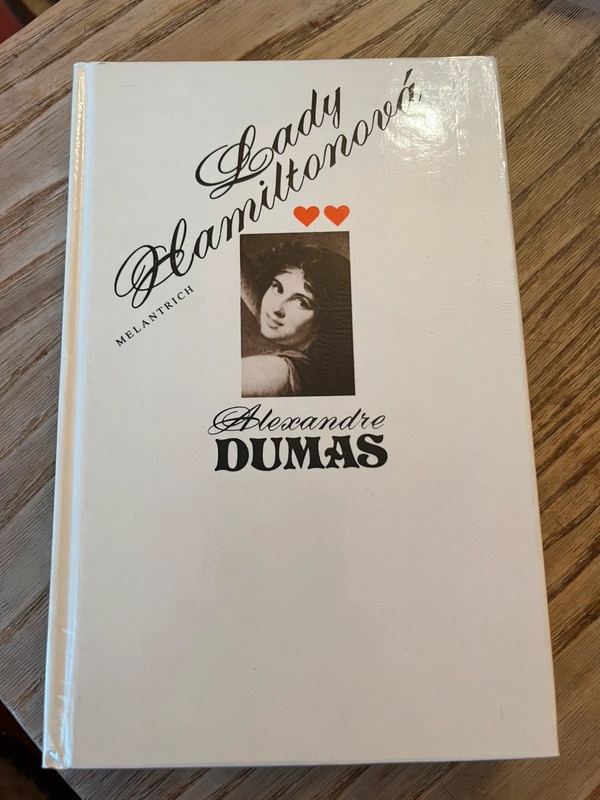 Lady
Hamiltonová
MELANTRICH
Alexandre
DUMAS